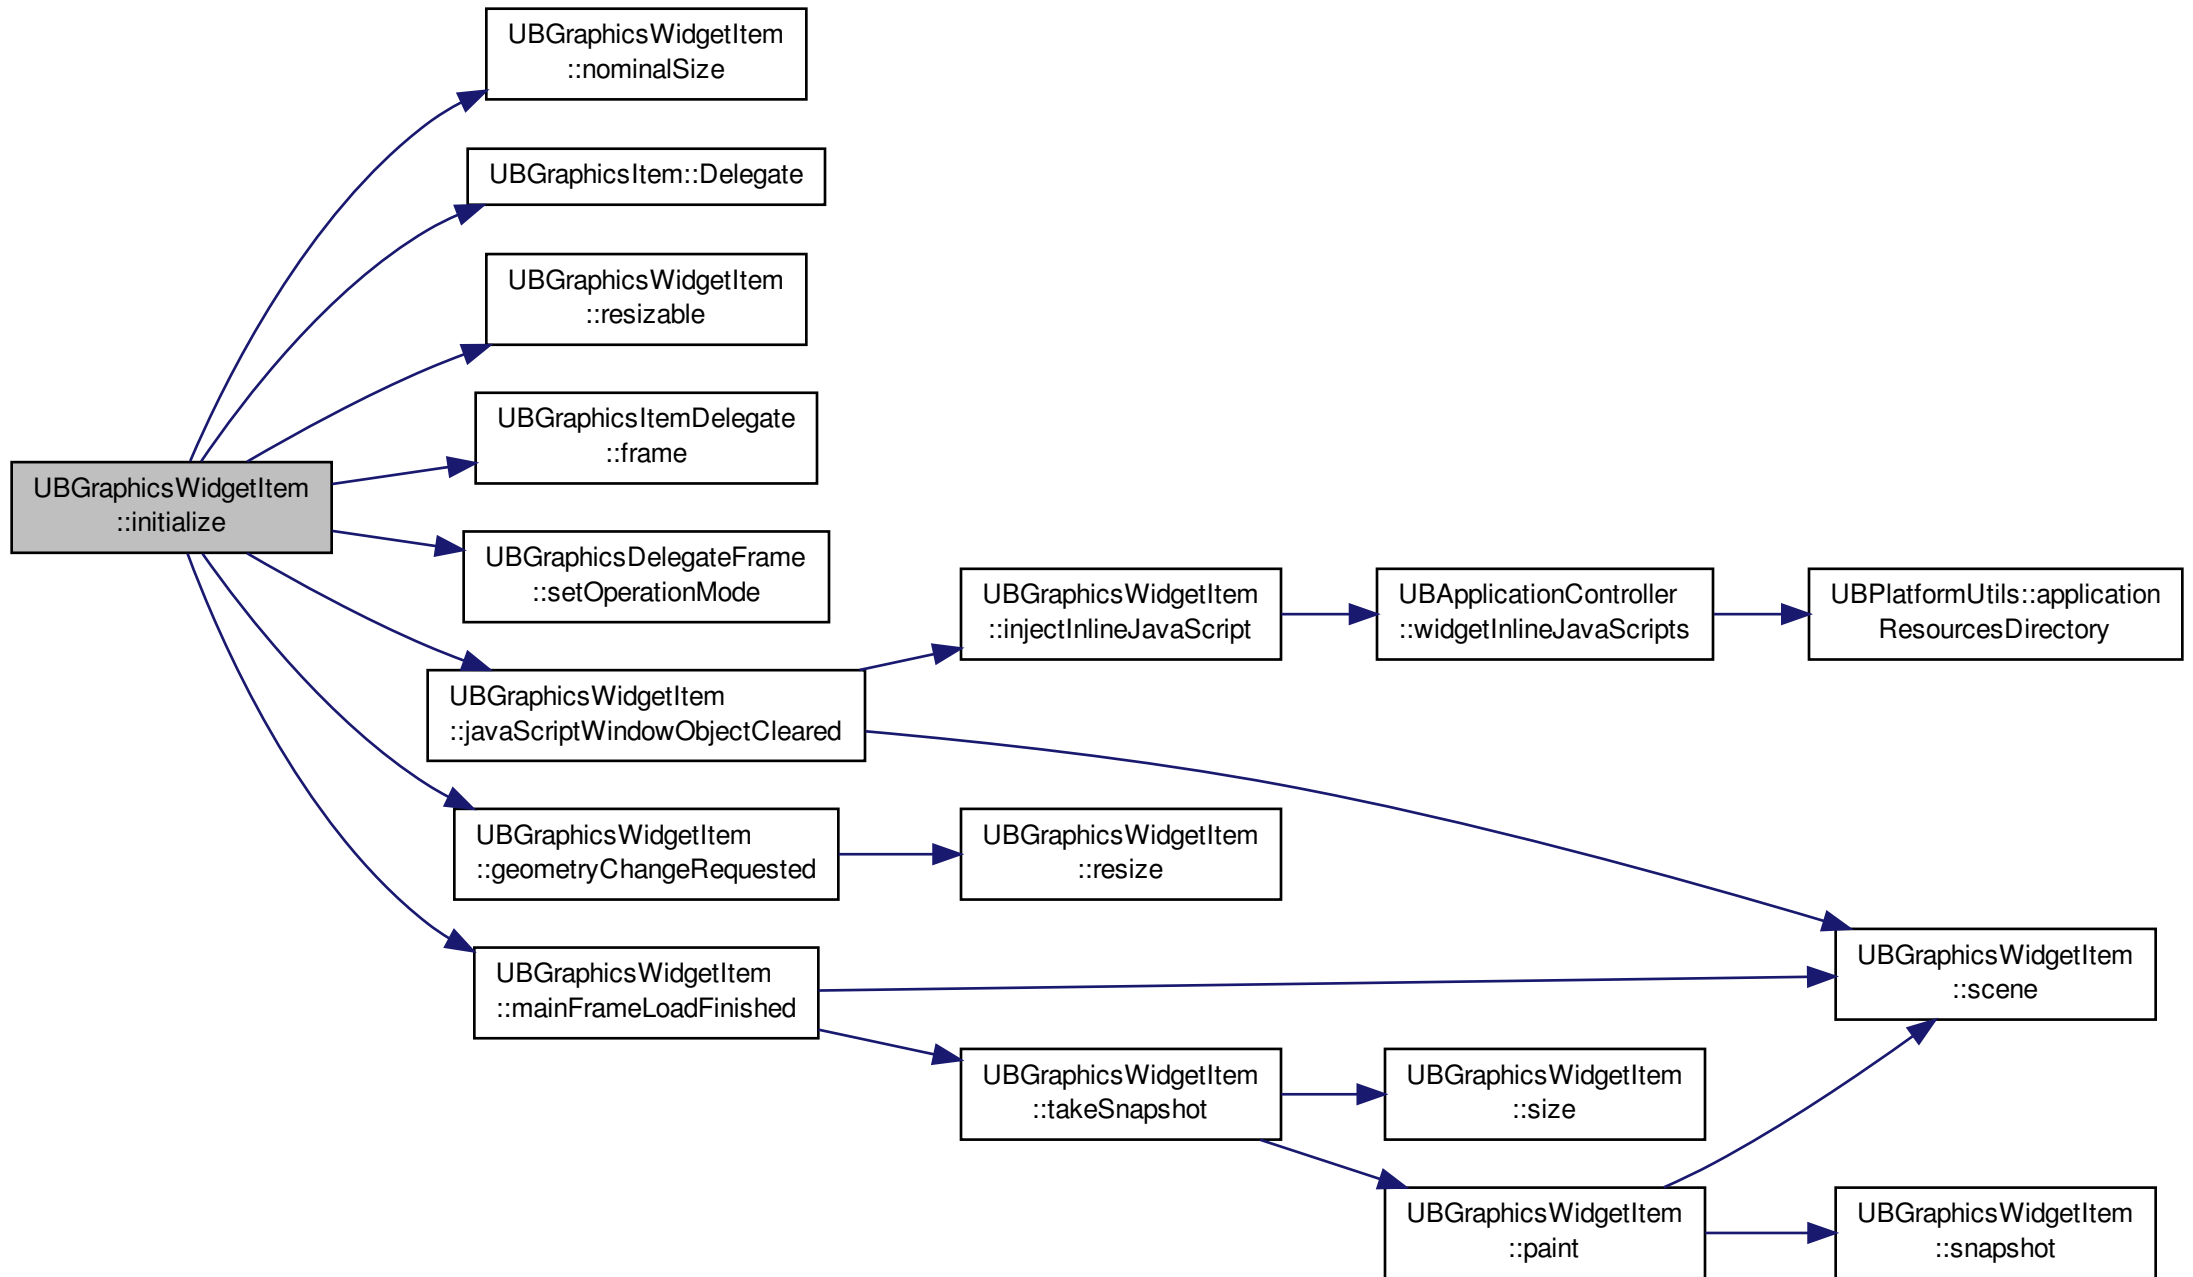 UBGraphicsWidgetItem
::nominalSize
UBGraphicsItem::Delegate
UBGraphicsWidgetItem
::resizable
UBGraphicsItemDelegate
::frame
UBGraphicsWidgetItem
::initialize
UBGraphicsDelegateFrame
::setOperationMode
UBGraphicsWidgetItem
::injectInlineJavaScript
UBApplicationController
::widgetInlineJavaScripts
UBPlatformUtils::application
ResourcesDirectory
UBGraphicsWidgetItem
::javaScriptWindowObjectCleared
UBGraphicsWidgetItem
::geometryChangeRequested
UBGraphicsWidgetItem
::resize
UBGraphicsWidgetItem
::mainFrameLoadFinished
UBGraphicsWidgetItem
::scene
UBGraphicsWidgetItem
::takeSnapshot
UBGraphicsWidgetItem
::size
UBGraphicsWidgetItem
::paint
UBGraphicsWidgetItem
::snapshot